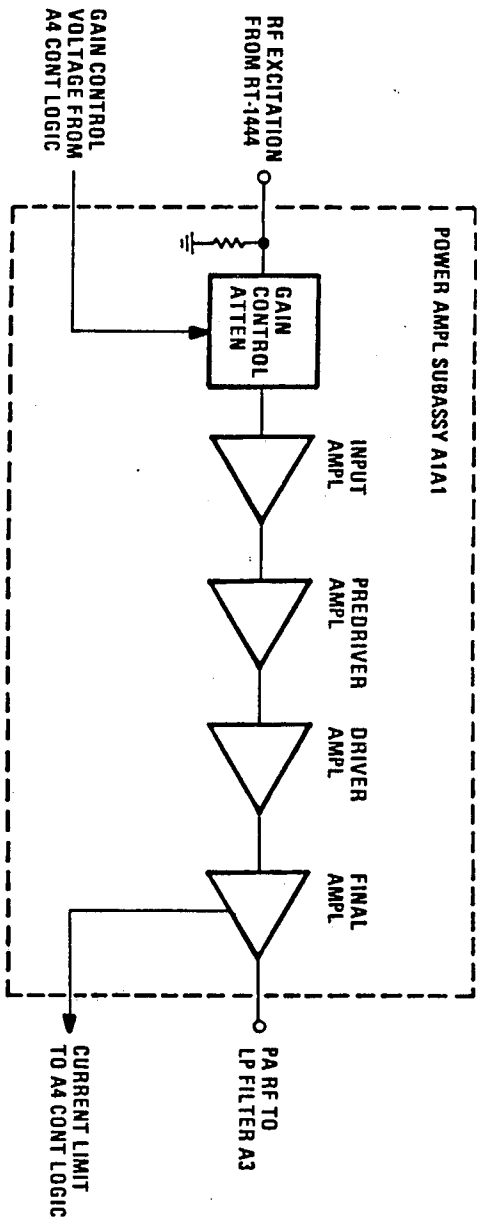 POWER AMPL SUBASSY A1A1
RF EXCITATION
FROM RT-1444
GAIN CONTROL
VOLTAGE FROM
A4 CONT LOGIC
GAIN
CONTROL
ATTEN
INPUT
AMPL
PREDRIVER
AMPL
DRIVER
AMPL
FINAL
AMPL
PA RF TO
LP FILTER A3
CURRENT LIMIT
TO A4 CONT LOGIC